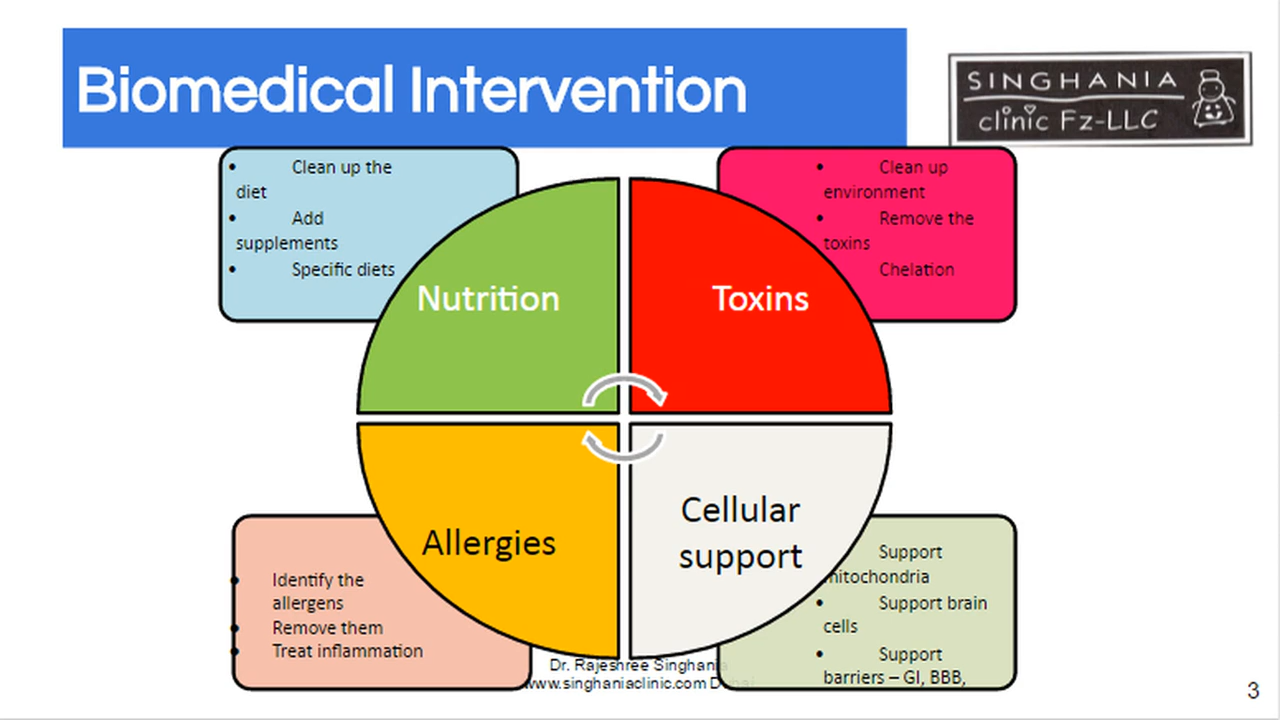 Biomedical Intervention
SINGHANIA
clinic Fz-LLC
• Clean up the
diet
• Add
supplements
• Specific diets
• Clean up
environment
• Remove the
toxins
Chelation
Nutrition
Toxins
Allergies
Cellular
support
• Identify the
allergens
• Remove them
• Treat inflammation
Support
mitochondria
• Support brain
cells
• Support
barriers – GI, BBB,
Dr. Rajeshree Singhania
www.singhaniaclinic.com Dubai
3